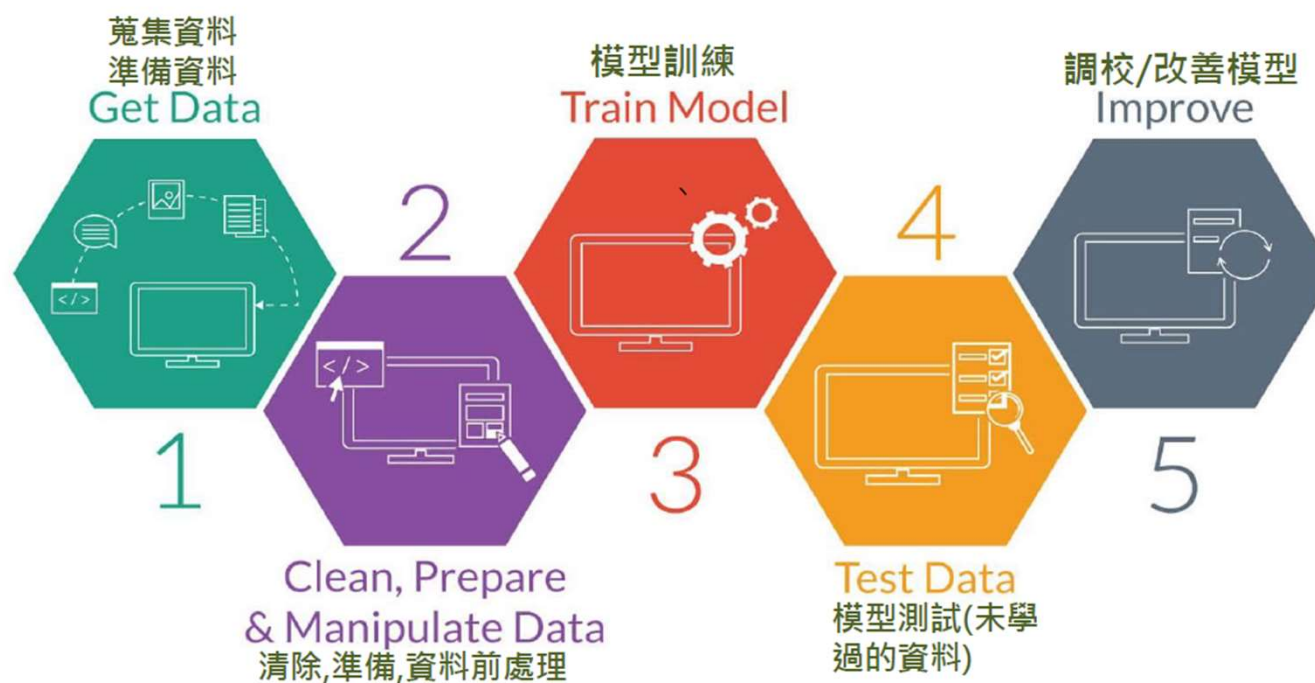 蒐集資料
準備資料
Get Data
</>
1
2
</>
Clean, Prepare
& Manipulate Data
清除,準備,資料前處理
模型訓練
Train Model
3
4
Test Data
模型測試(未學
過的資料)
調校/改善模型
Improve
5